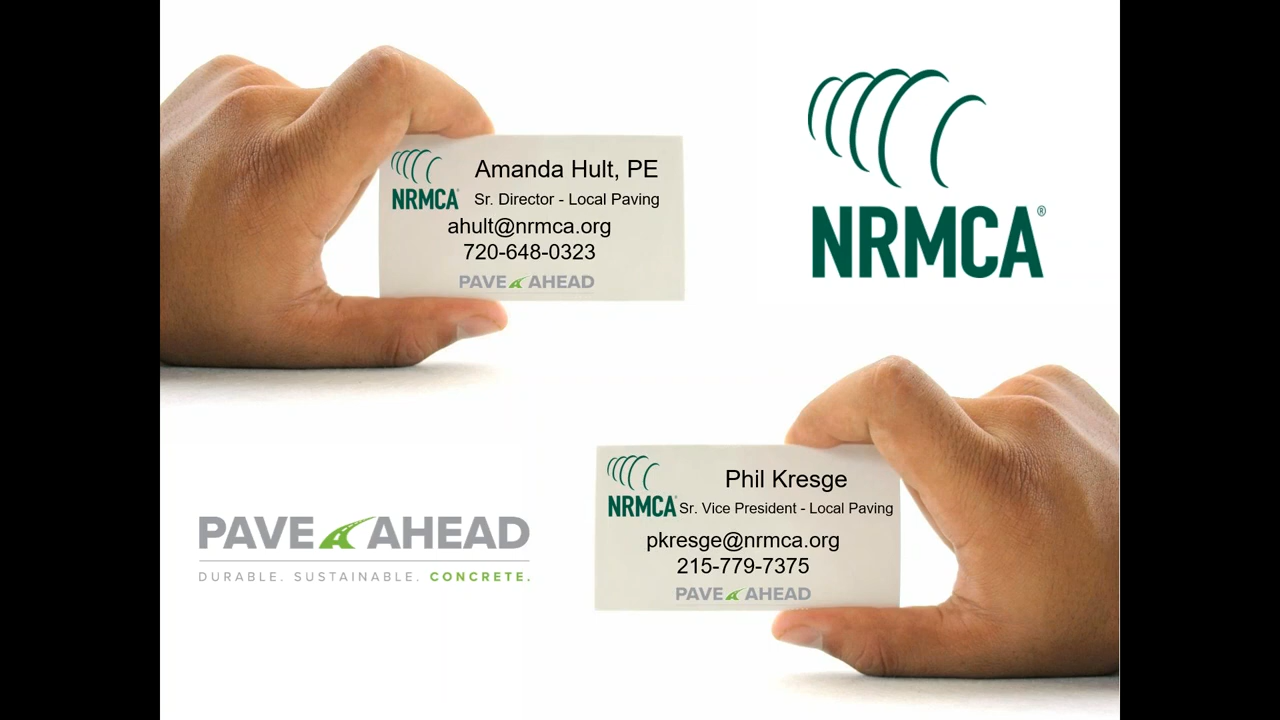 NRMCA
Amanda Hult, PE
Sr. Director - Local Paving
ahult@nrmca.org
720-648-0323
PAVE AHEAD
NRMCA®
NRMCA
Phil Kresge
Sr. Vice President - Local Paving
pkresge@nrmca.org
215-779-7375
PAVE AHEAD
PAVE AHEAD
DURABLE. SUSTAINABLE. CONCRETE.